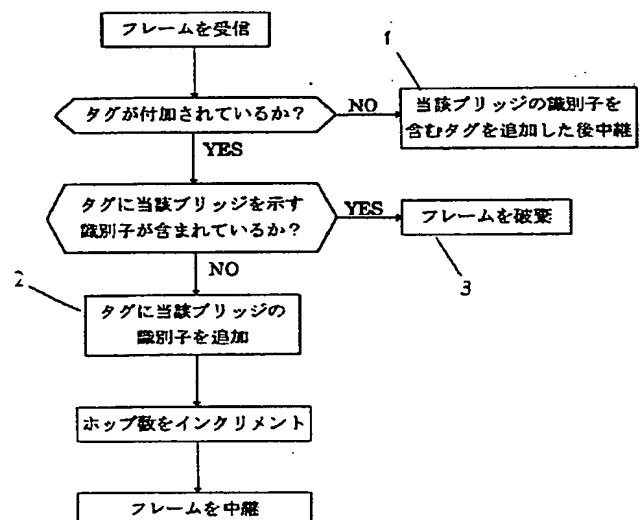 フレームを受信
1
タグが付加されているか？
NO
当該ブリッジの識別子を
含むタグを追加した後中継
YES
タグに当該ブリッジを示す
識別子が含まれているか？
YES
フレームを破棄
3
NO
2
タグに当該ブリッジの
識別子を追加
ホップ数をインクリメント
フレームを中継